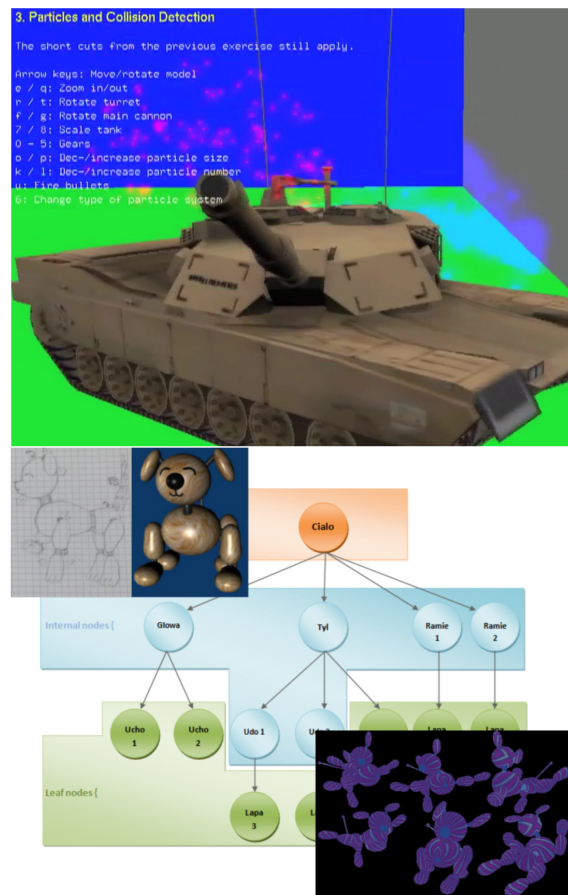 3. Particles and Collision Detection
The short cuts from the previous exercise still apply.
Arrow keys: Move/rotate model
e / q: Zoom in/out
r / t: Rotate turret
f / g: Rotate main cannon
7 / 8: Scale tank
0 - 5: Gears
o / p: Dec-/increase particle size
k / l: Dec-/increase particle number
u: Fire bullets
6: Change type of particle system
Cialo
Internal nodes {
Glowa
Tyl
Ramie
1
Ramie
2
Ucho
1
Ucho
2
Udo 1
Leaf nodes {
Lapa
3